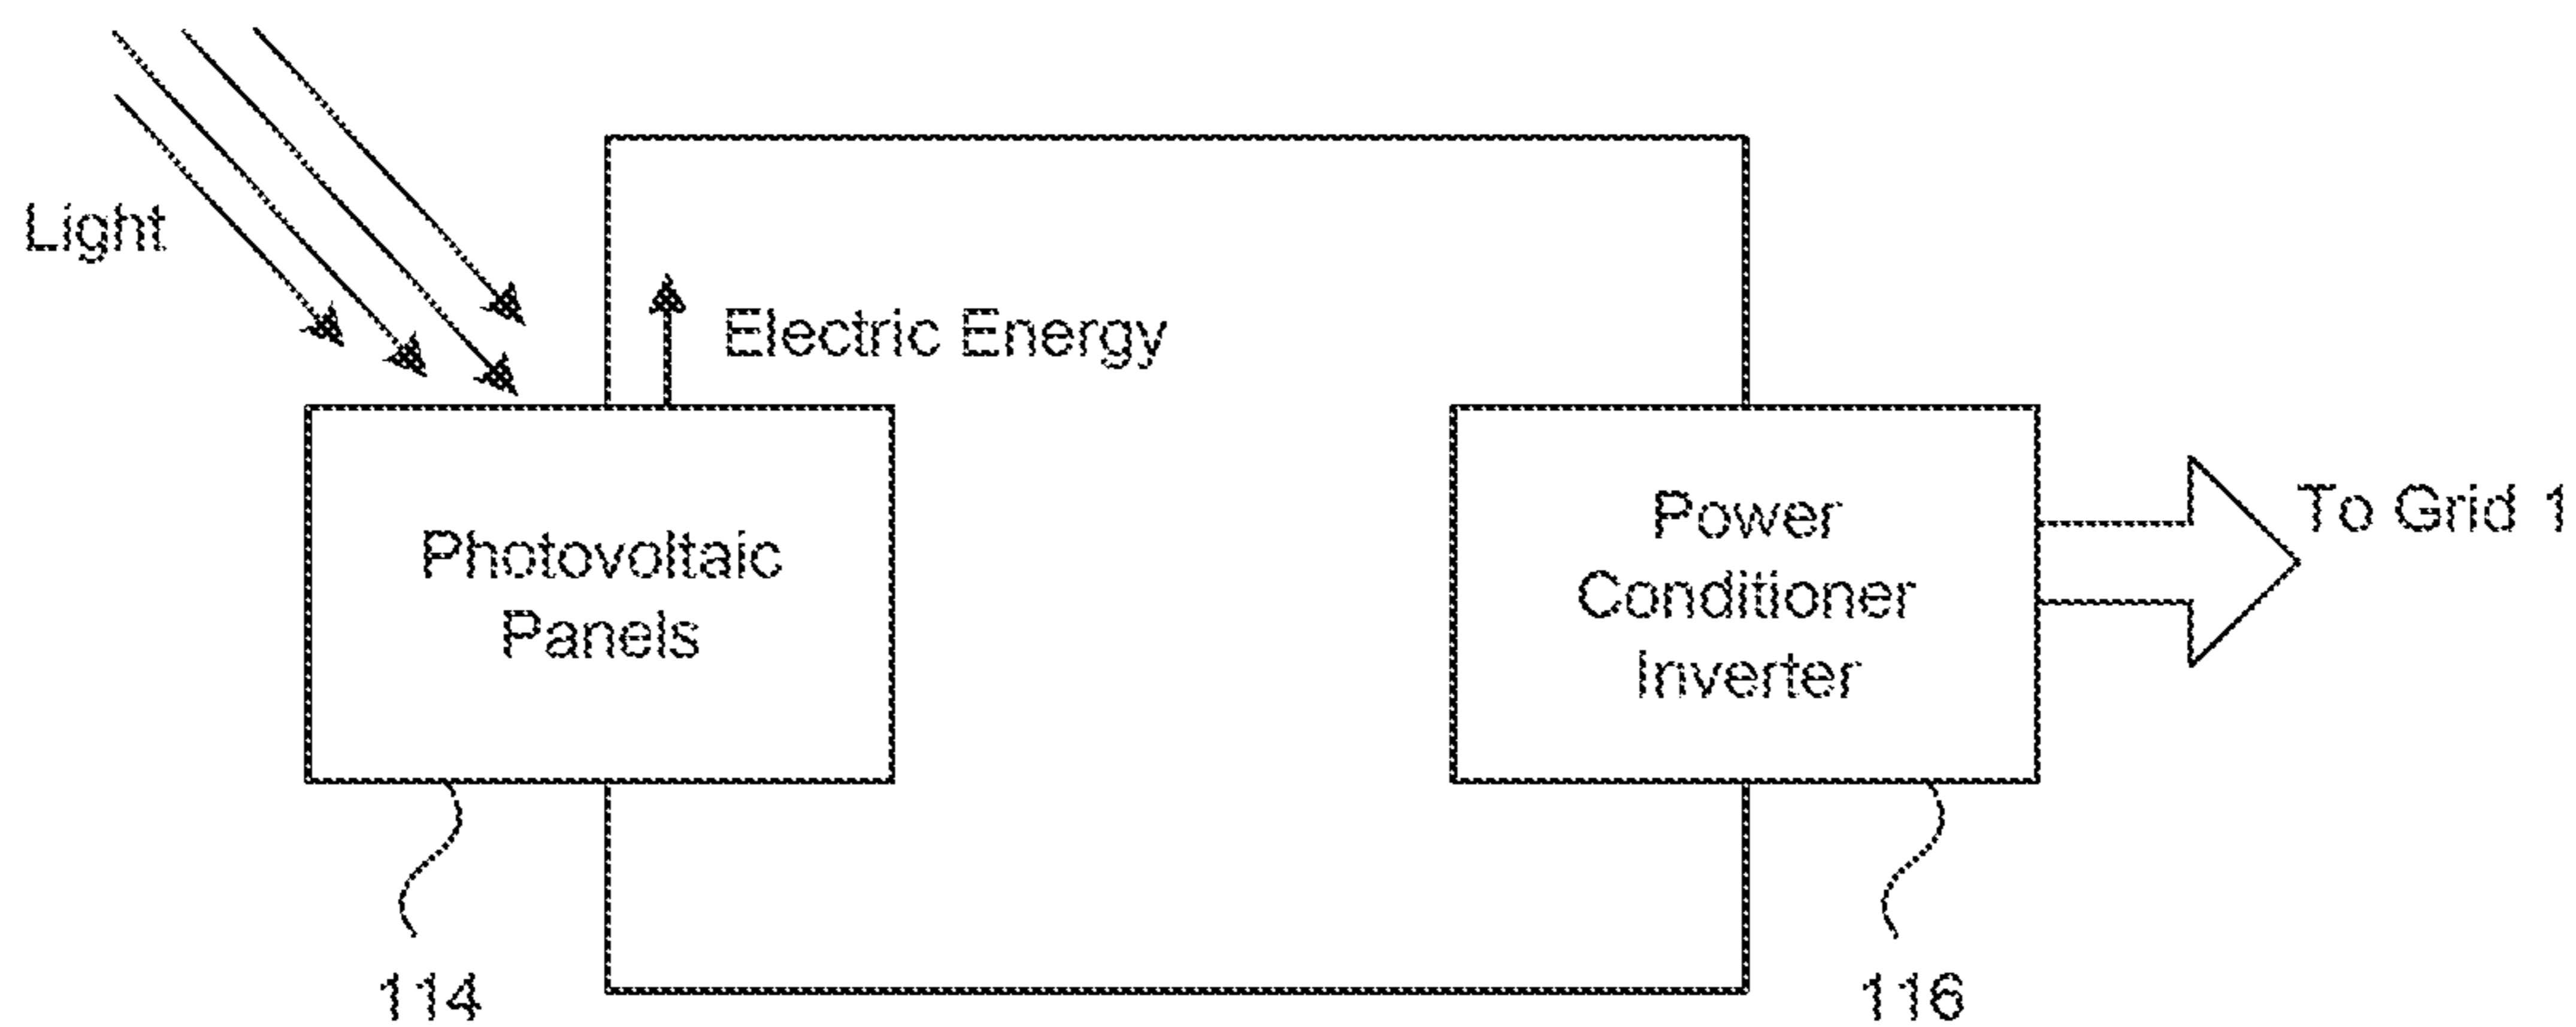 Light
Electric Energy
Photovoltaic
Panels
Power
Conditioner
Inverter
To Grid 1
114
116